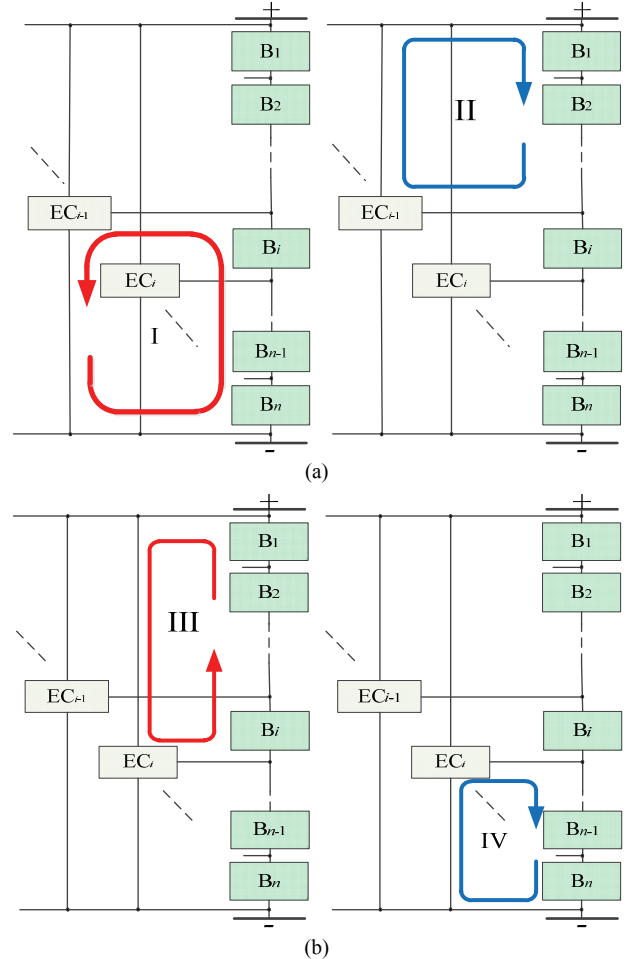 + +
B1 B1
B2 B2
II
ECi-1 ECi-1
Bi Bi
ECi ECi
I
Bn-1 Bn-1
Bn Bn
- -
(a)
+ +
B1 B1
B2 B2
III
ECi-1 ECi-1
Bi Bi
ECi ECi
Bn-1 Bn-1
IV
Bn Bn
- -
(b)